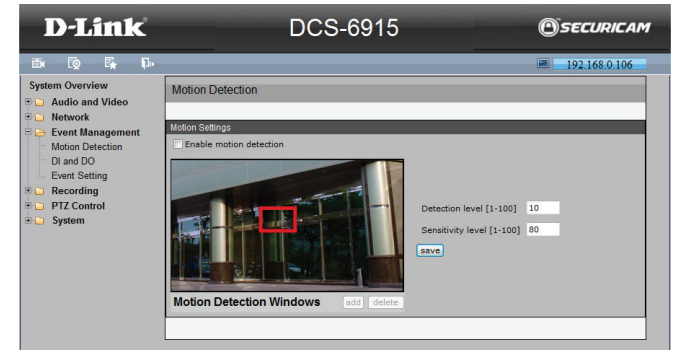 D-Link
DCS-6915
SECURICAM
192.168.0.106
System Overview
Audio and Video
Network
Event Management
Motion Detection
DI and DO
Event Setting
Recording
PTZ Control
System
Motion Detection
Motion Settings
Enable motion detection
Detection level [1-100] 10
Sensitivity level [1-100] 80
save
Motion Detection Windows add delete